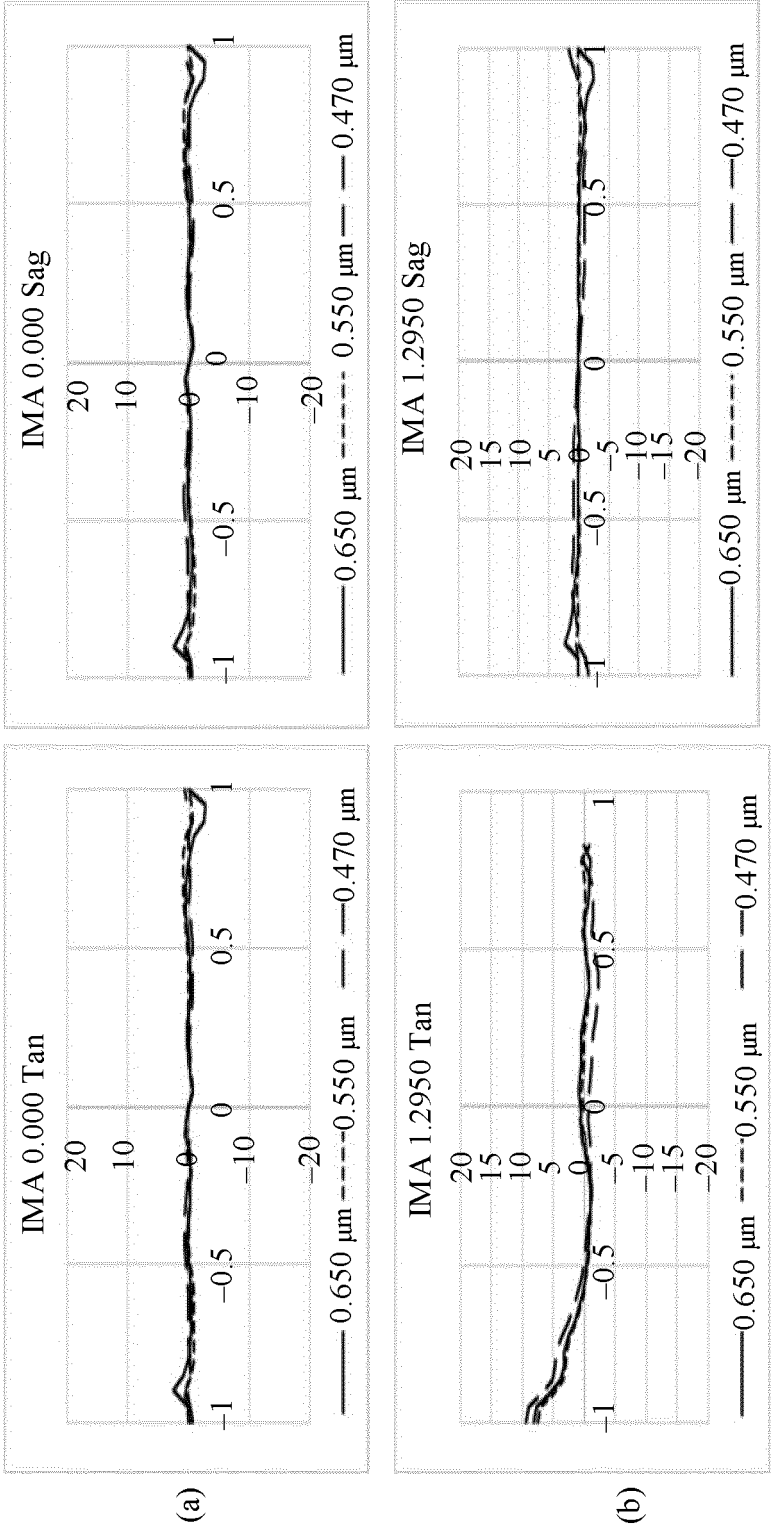 (a)
IMA 0.000 Tan
20
10
0
–10
–20
–1
–0.5
0
0.5
1
0.650 µm
0.550 µm
0.470 µm
IMA 0.000 Sag
20
10
0
–10
–20
–1
–0.5
0
0.5
1
0.650 µm
0.550 µm
0.470 µm
(b)
IMA 1.2950 Tan
20
15
10
5
0
–5
–10
–15
–20
–1
–0.5
0
0.5
1
0.650 µm
0.550 µm
0.470 µm
IMA 1.2950 Sag
20
15
10
5
0
–5
–10
–15
–20
–1
–0.5
0
0.5
1
0.650 µm
0.550 µm
0.470 µm